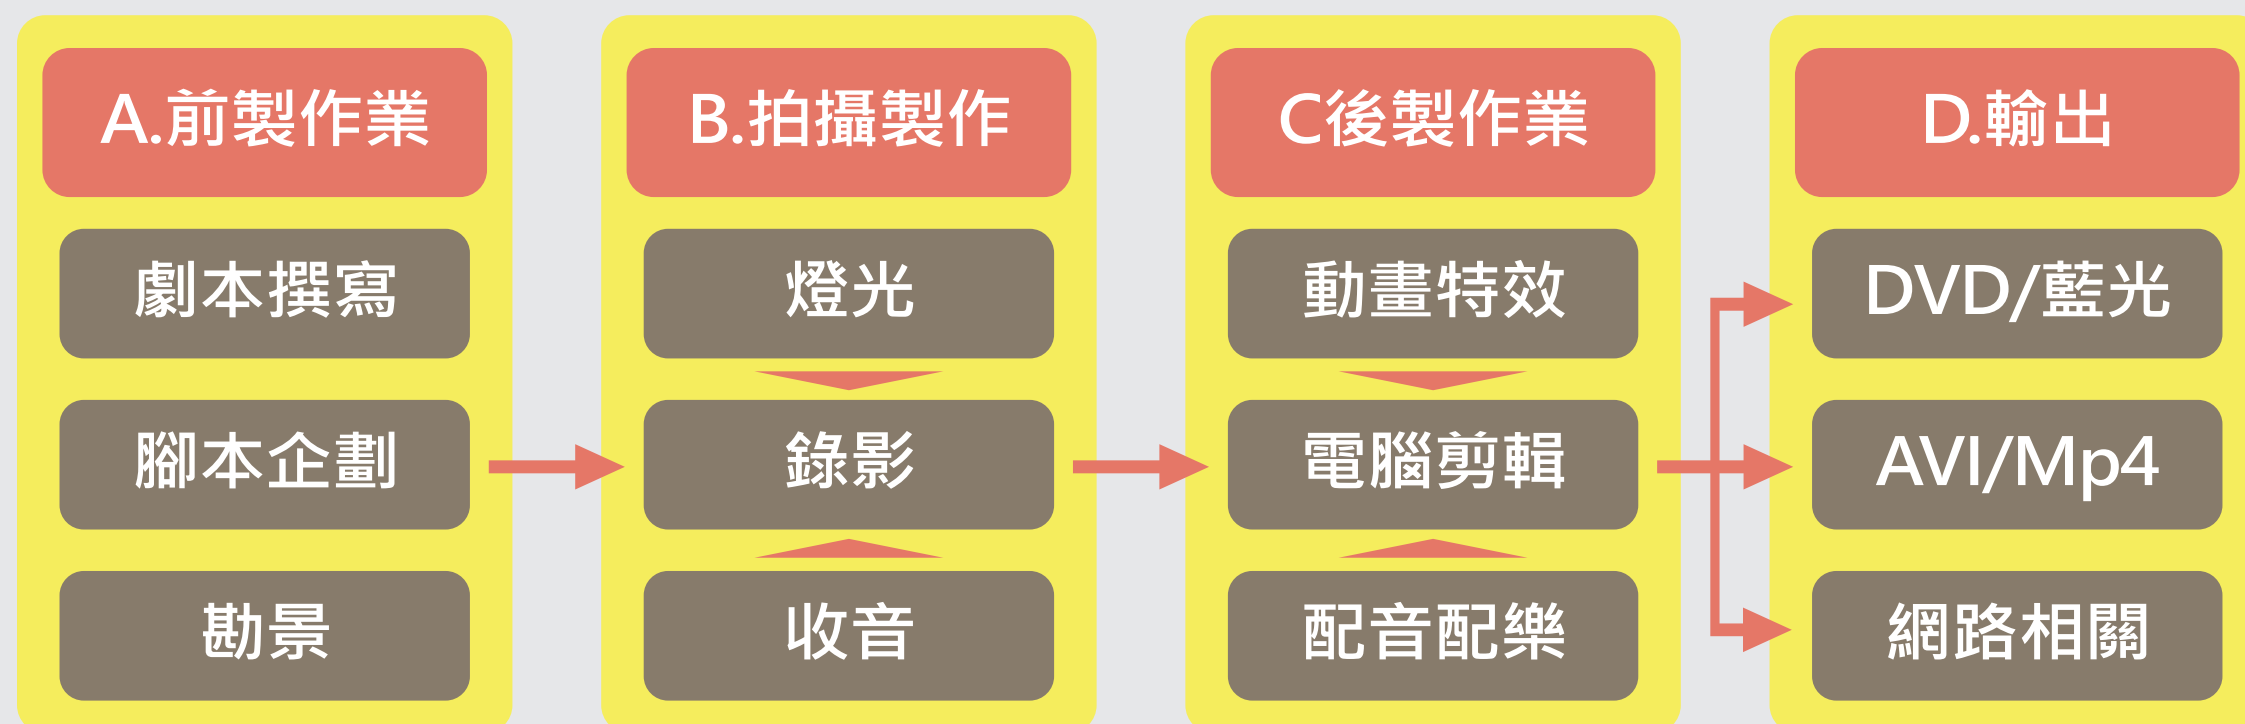 A.前製作業
劇本撰寫
腳本企劃
勘景
B.拍攝製作
燈光
錄影
收音
C後製作業
動畫特效
電腦剪輯
配音配樂
D.輸出
DVD/藍光
AVI/Mp4
網路相關